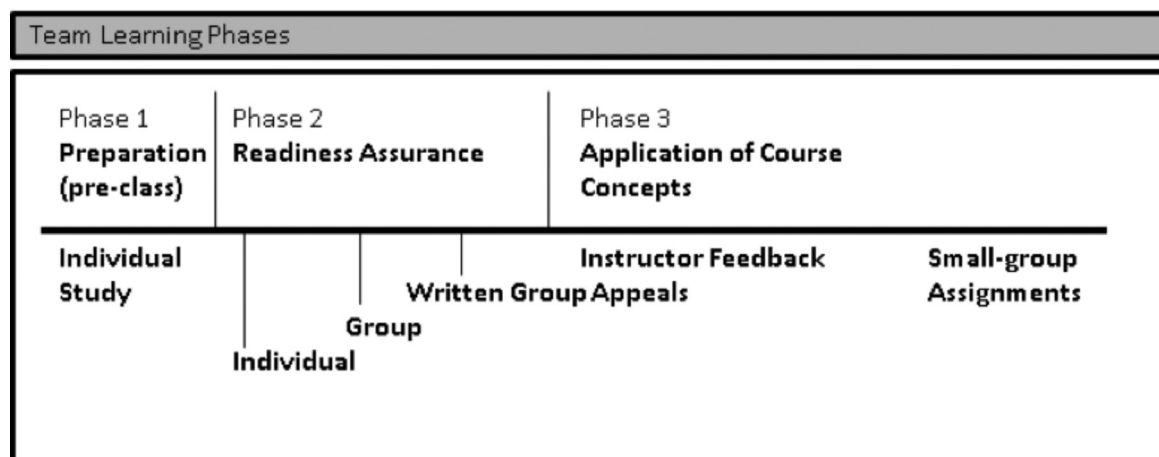 Team Learning Phases
Phase 1
Preparation
(pre-class)
Phase 2
Readiness Assurance
Phase 3
Application of Course
Concepts
Individual
Study
Individual
Group
Written Group Appeals
Instructor Feedback
Small-group
Assignments